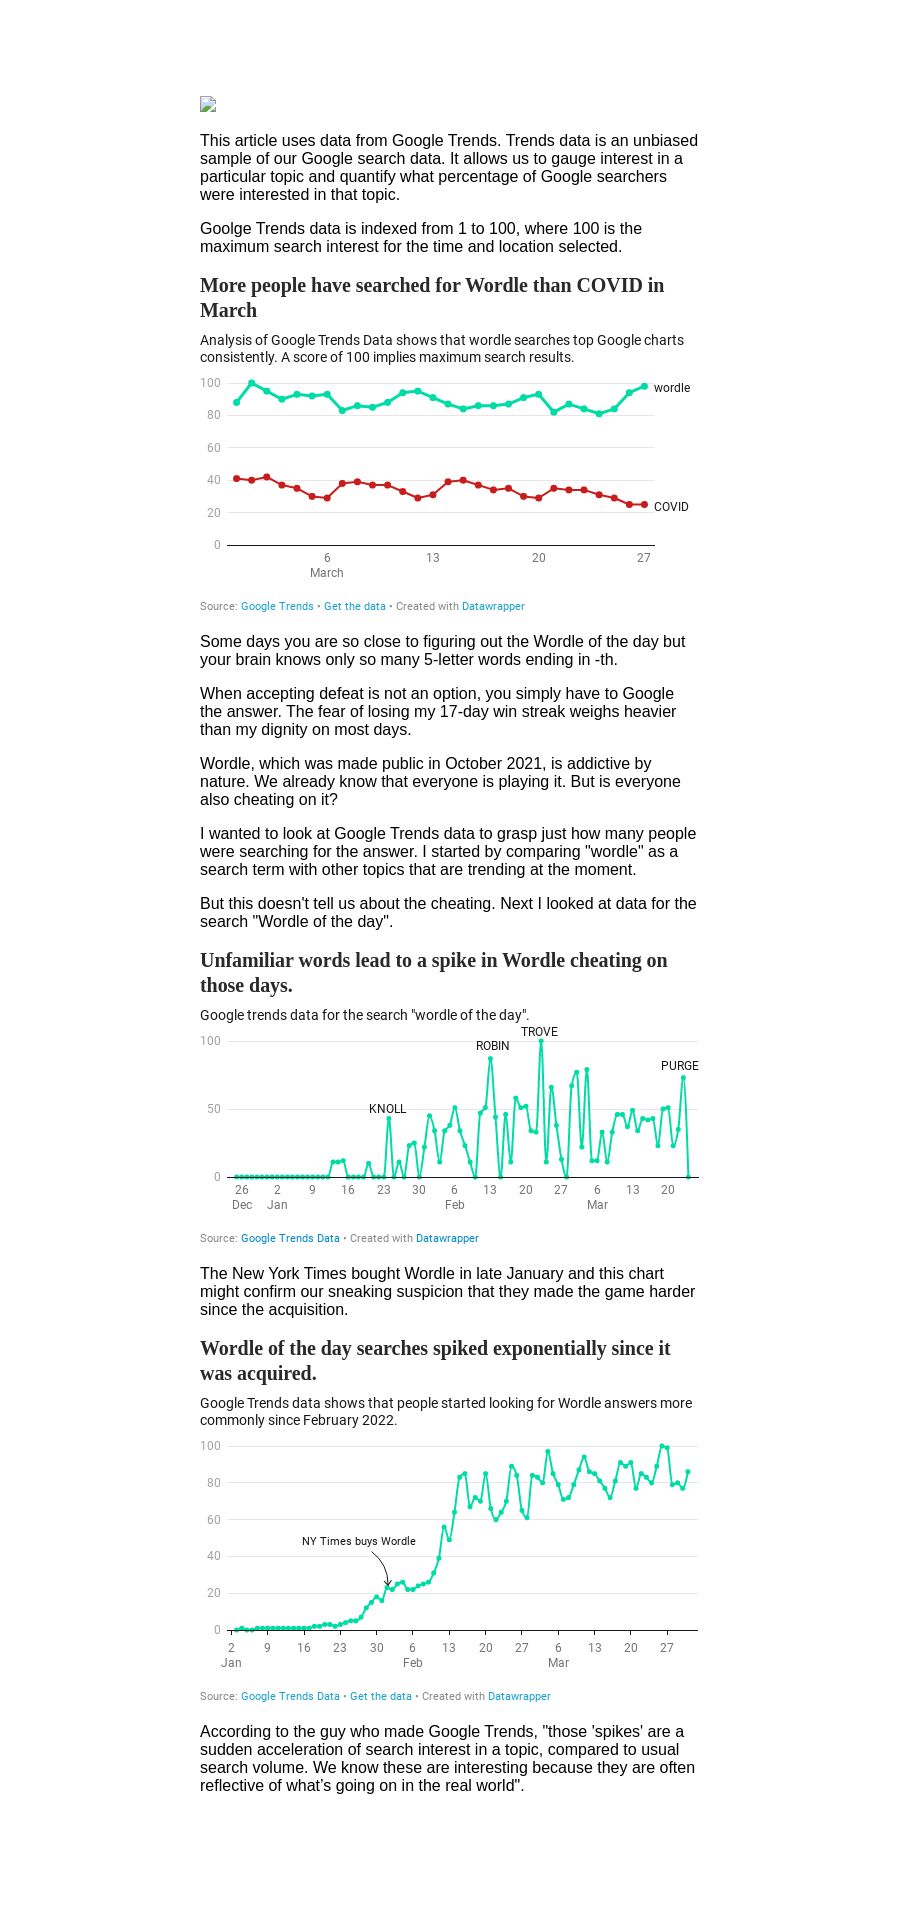 This article uses data from Google Trends. Trends data is an unbiased
sample of our Google search data. It allows us to gauge interest in a
particular topic and quantify what percentage of Google searchers
were interested in that topic.
Goolge Trends data is indexed from 1 to 100, where 100 is the
maximum search interest for the time and location selected.
More people have searched for Wordle than COVID in
March
Analysis of Google Trends Data shows that wordle searches top Google charts
consistently. A score of 100 implies maximum search results.
100
wordle
80
60
40
20
COVID
0
6 13 20 27
March
Source: Google Trends • Get the data • Created with Datawrapper
Some days you are so close to figuring out the Wordle of the day but
your brain knows only so many 5-letter words ending in -th.
When accepting defeat is not an option, you simply have to Google
the answer. The fear of losing my 17-day win streak weighs heavier
than my dignity on most days.
Wordle, which was made public in October 2021, is addictive by
nature. We already know that everyone is playing it. But is everyone
also cheating on it?
I wanted to look at Google Trends data to grasp just how many people
were searching for the answer. I started by comparing "wordle" as a
search term with other topics that are trending at the moment.
But this doesn't tell us about the cheating. Next I looked at data for the
search "Wordle of the day".
Unfamiliar words lead to a spike in Wordle cheating on
those days.
Google trends data for the search "wordle of the day".
TROVE
100
ROBIN
PURGE
50
KNOLL
0
26 2 9 16 23 30 6 13 20 27 6 13 20
Dec Jan Feb Mar
Source: Google Trends Data • Created with Datawrapper
The New York Times bought Wordle in late January and this chart
might confirm our sneaking suspicion that they made the game harder
since the acquisition.
Wordle of the day searches spiked exponentially since it
was acquired.
Google Trends data shows that people started looking for Wordle answers more
commonly since February 2022.
100
80
60
NY Times buys Wordle
40
20
0
2 9 16 23 30 6 13 20 27 6 13 20 27
Jan Feb Mar
Source: Google Trends Data • Get the data • Created with Datawrapper
According to the guy who made Google Trends, "those 'spikes' are a
sudden acceleration of search interest in a topic, compared to usual
search volume. We know these are interesting because they are often
reflective of what’s going on in the real world".